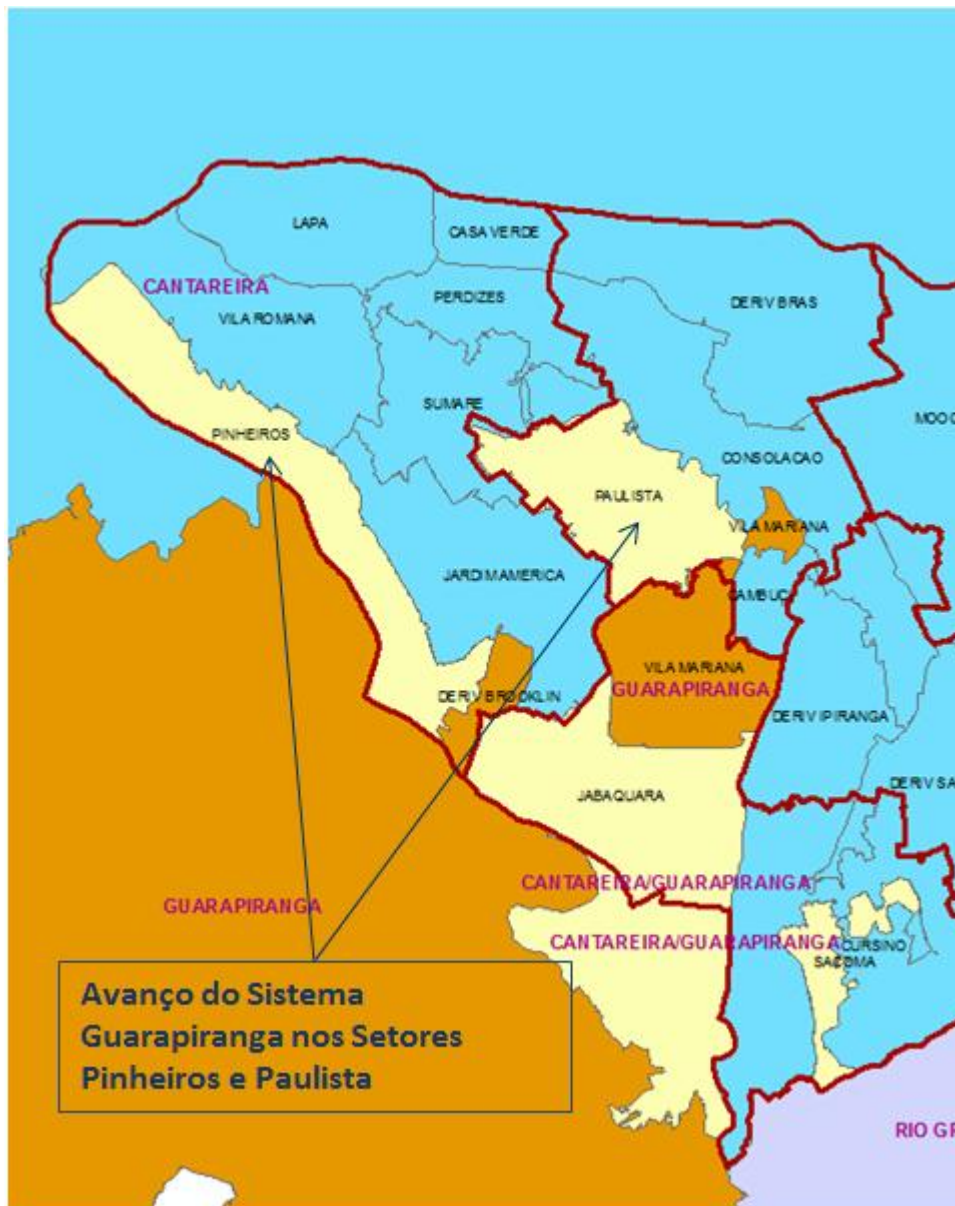 LAPA
CASA VERDE
CANTAREIRA
PERDIZES
DERIV BRAS
VILA ROMANA
SUMARE
MOOC
PINHEIROS
CONSOLACAO
PAULISTA
VILA MARIANA
JARDIM AMERICA
CAMBUCI
VILA MARIANA
GUARAPIRANGA
DERIV BROOKLIN
DERIV IPIRANGA
DERIV SA
JABAQUARA
CANTAREIRA/GUARAPIRANGA
GUARAPIRANGA
CANTAREIRA/GUARAPIRANGA
CURSINO
SACOMA
Avanço do Sistema
Guarapiranga nos Setores
Pinheiros e Paulista
RIO GR